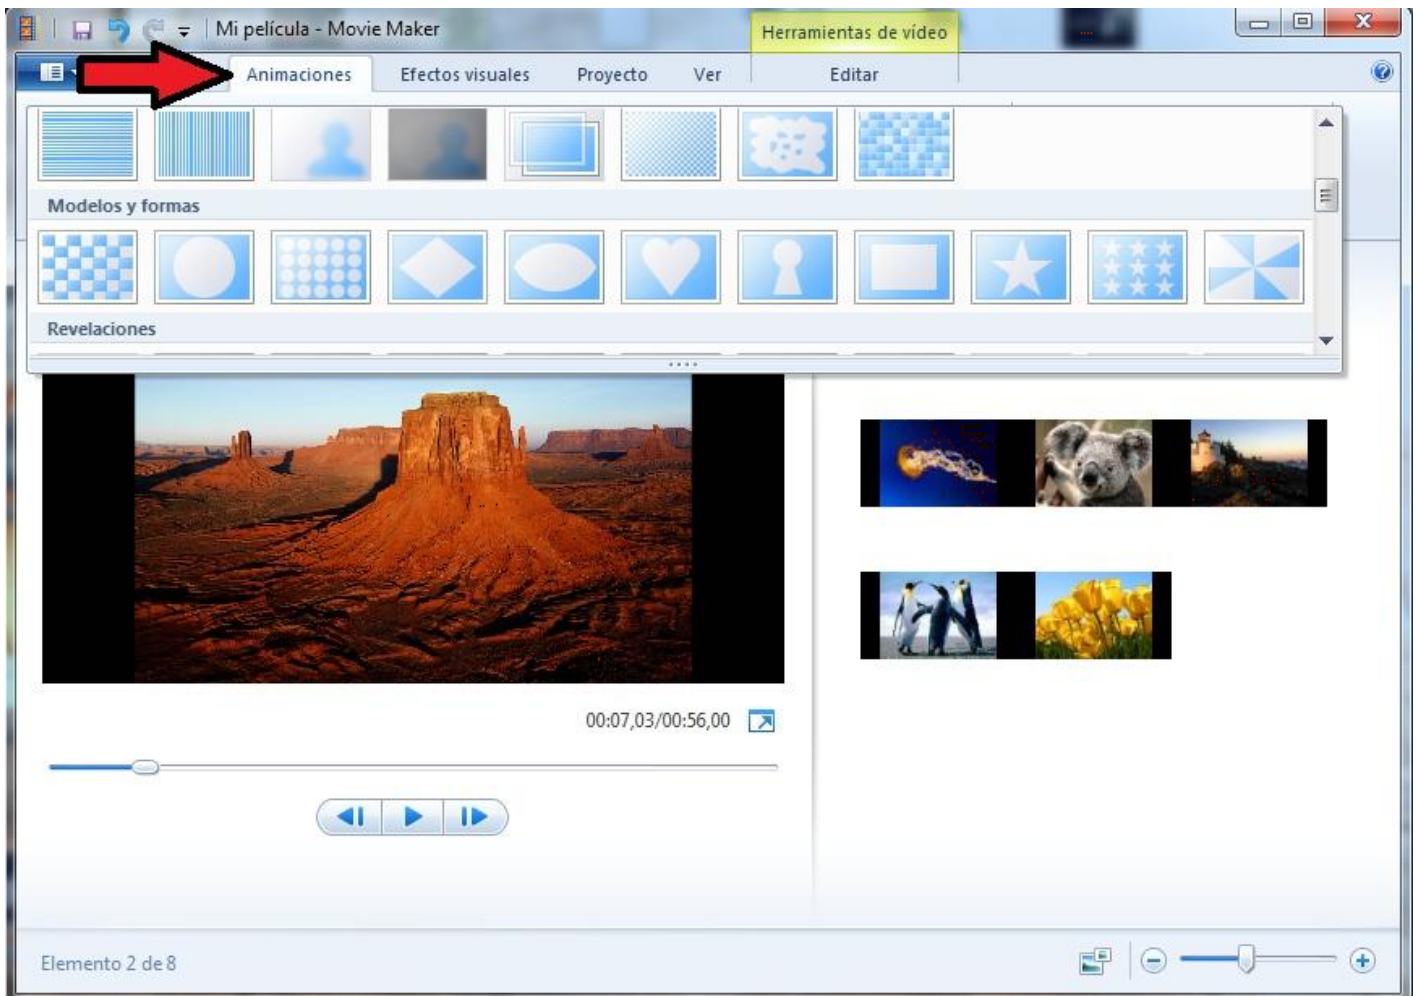 Mi película - Movie Maker
Herramientas de vídeo
Animaciones
Efectos visuales
Proyecto
Ver
Editar
Modelos y formas
Revelaciones
00:07,03/00:56,00
Elemento 2 de 8